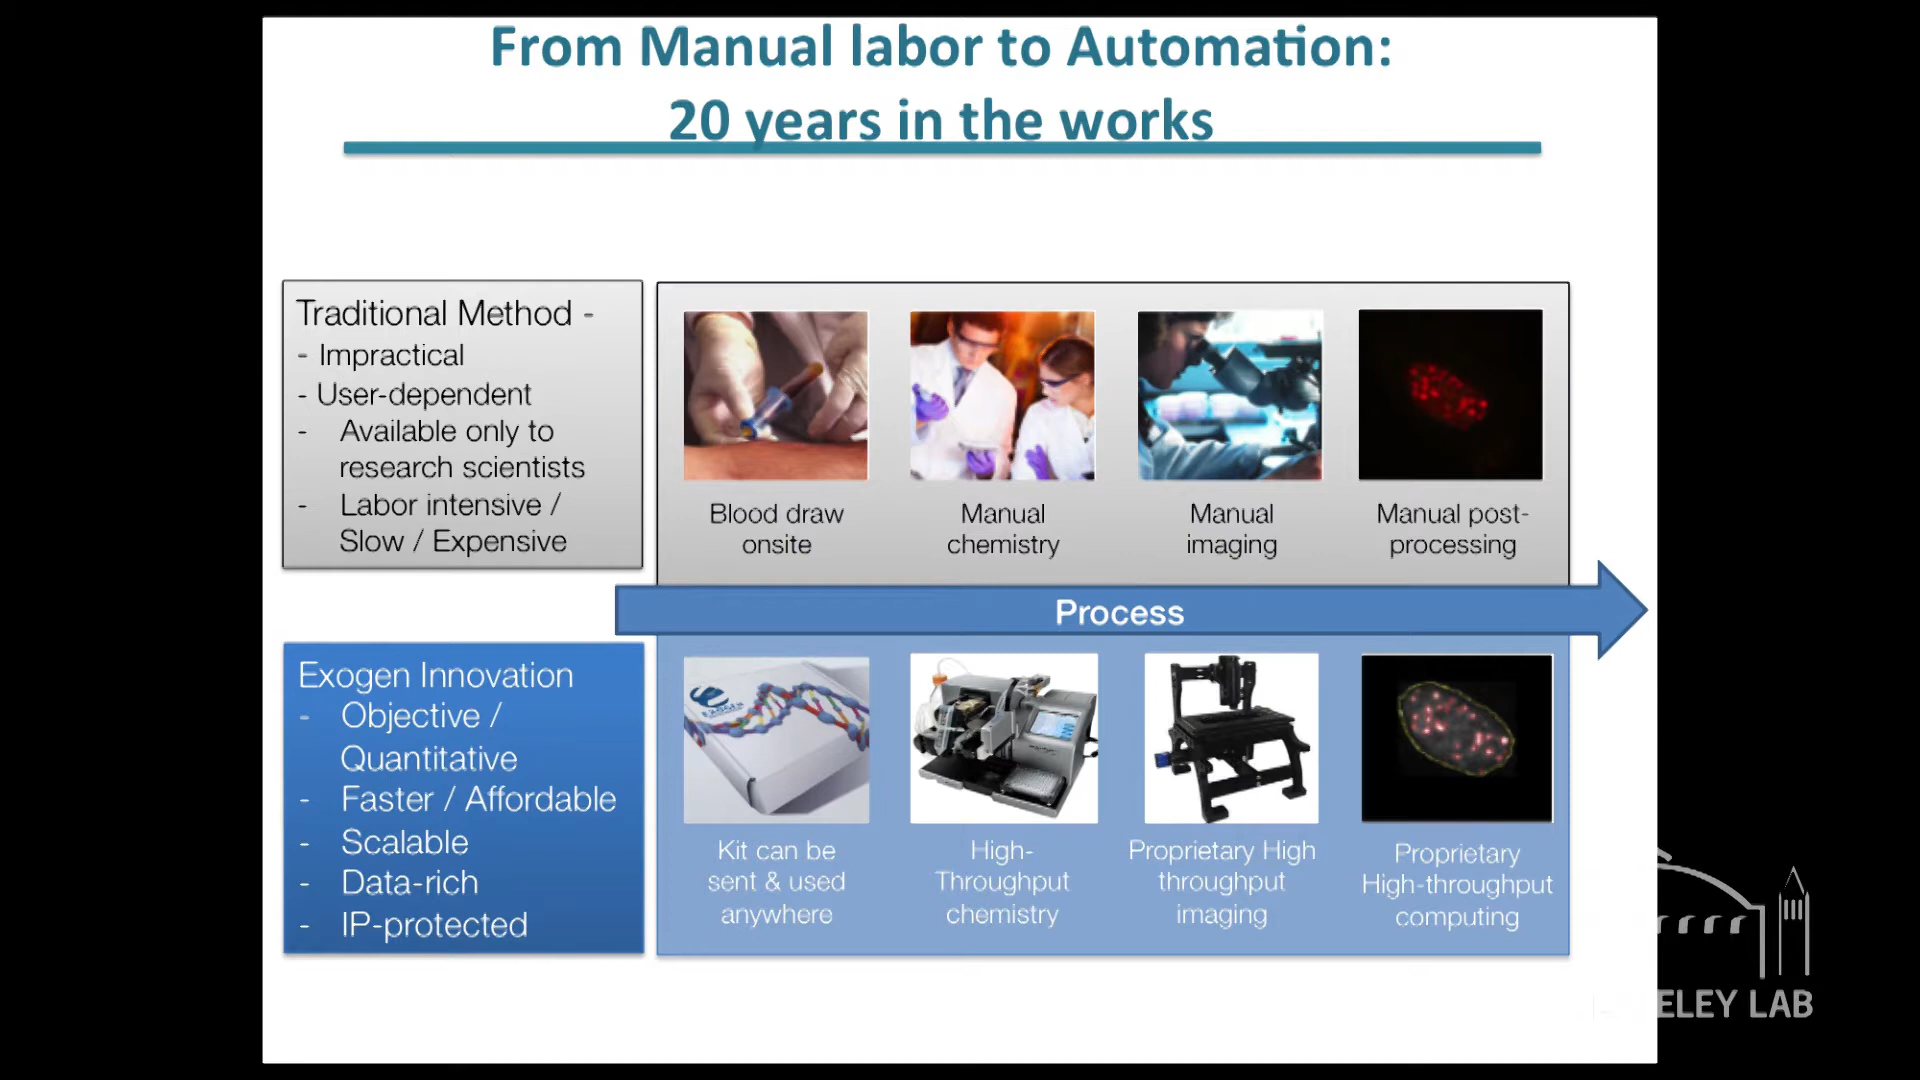 From Manual labor to Automation:
20 years in the works
Traditional Method -
- Impractical
- User-dependent
- Available only to
research scientists
- Labor intensive /
Slow / Expensive
Blood draw
onsite
Manual
chemistry
Manual
imaging
Manual post-
processing
Process
Exogen Innovation
- Objective /
Quantitative
- Faster / Affordable
- Scalable
- Data-rich
- IP-protected
Kit can be
sent & used
anywhere
High-
Throughput
chemistry
Proprietary High
throughput
imaging
Proprietary
High-throughput
computing
ELEY LAB